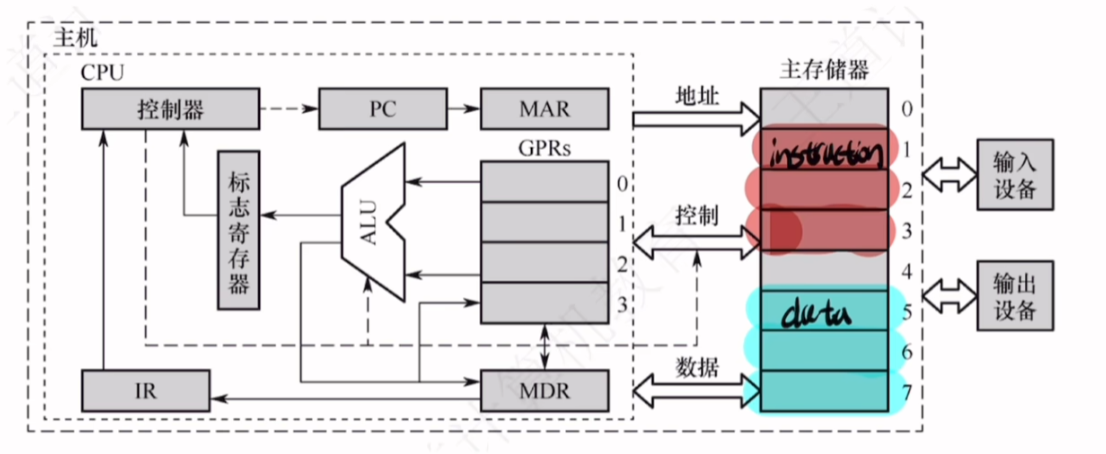 主机
CPU
控制器
PC
MAR
地址
主存储器
0
instruction
1
2
3
4
data
5
6
7
输入
设备
输出
设备
GPRs
0
1
2
3
标志寄存器
ALU
控制
数据
IR
MDR